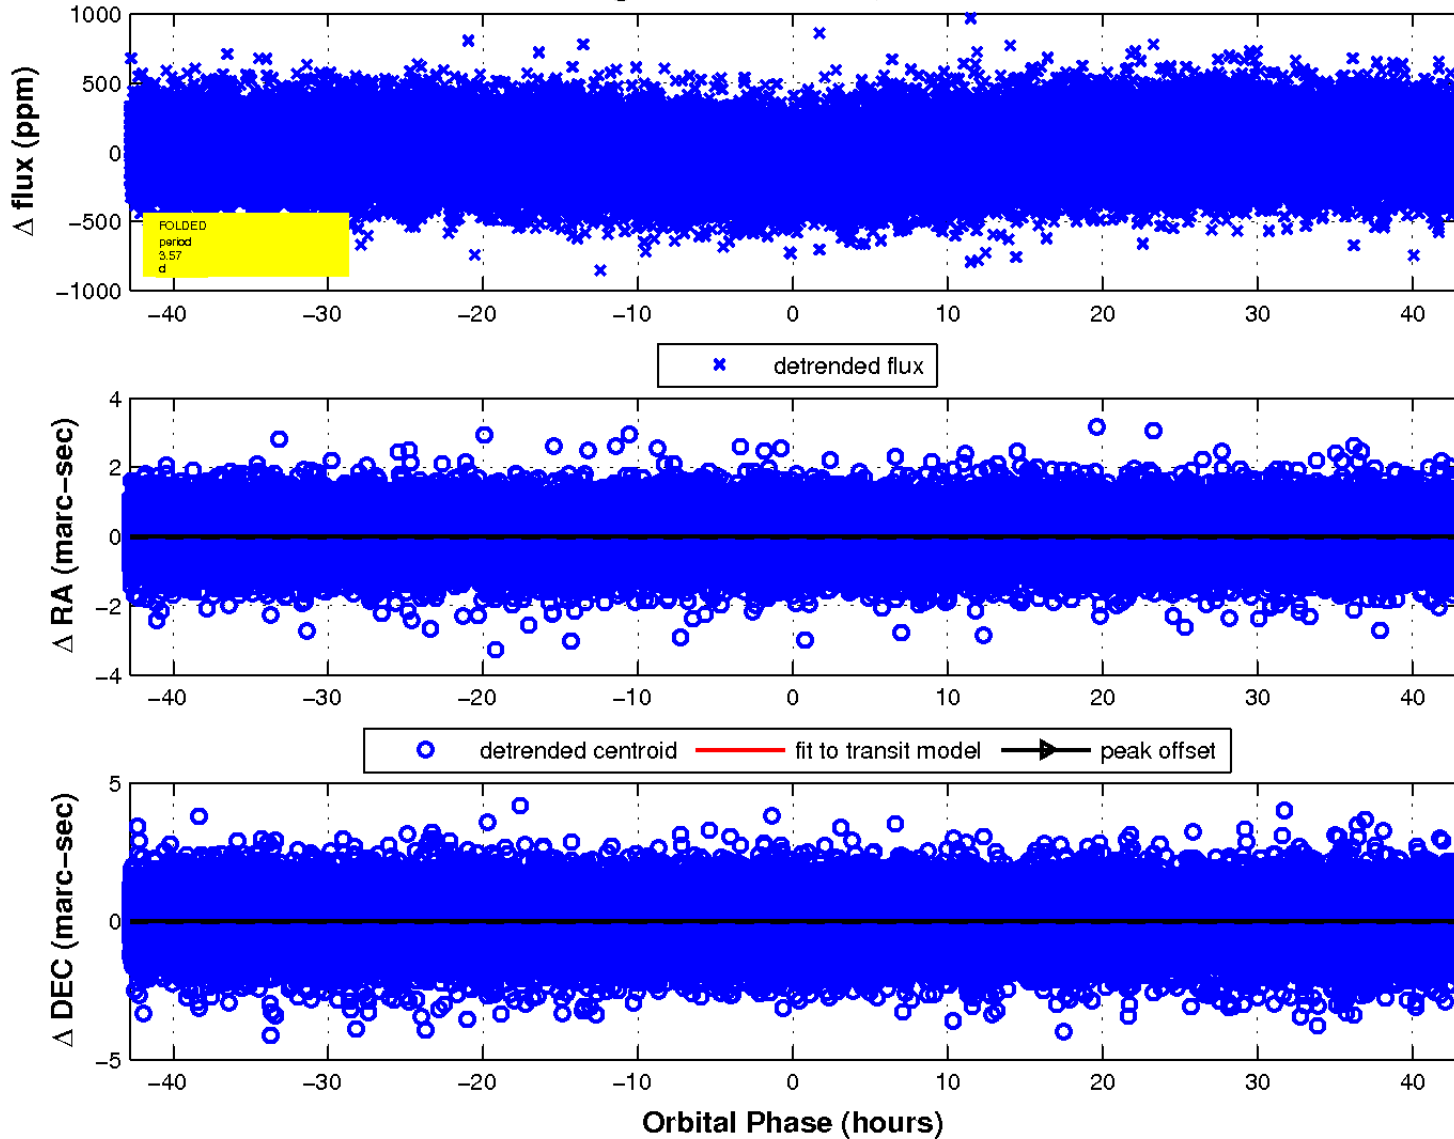 1000
500
0
−500
−1000
Δ flux (ppm)
FOLDED
period
3.57
d
−40 −30 −20 −10 0 10 20 30 40
detrended flux
4
2
0
−2
−4
Δ RA (marc−sec)
−40 −30 −20 −10 0 10 20 30 40
detrended centroid fit to transit model peak offset
5
0
−5
Δ DEC (marc−sec)
−40 −30 −20 −10 0 10 20 30 40
Orbital Phase (hours)